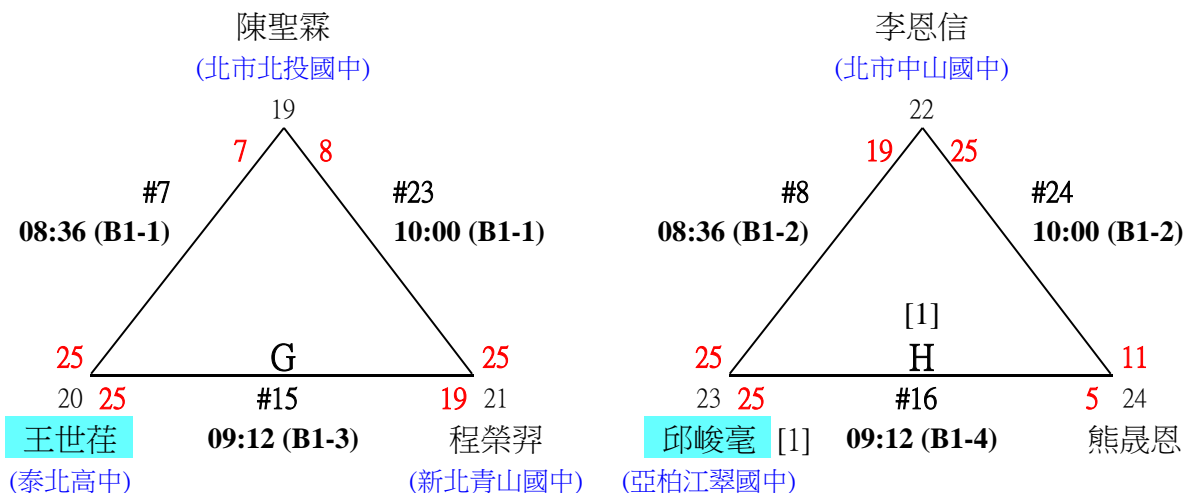 陳聖霖
(北市北投國中)
19
7 8
#7 #23
08:36 (B1-1) 10:00 (B1-1)
25 G 25
20 25 #15 19 21
王世荏 09:12 (B1-3) 程榮羿
(泰北高中) (新北青山國中)
李恩信
(北市中山國中)
22
19 25
#8 #24
08:36 (B1-2) 10:00 (B1-2)
[1]
25 H 11
23 25 #16 5 24
邱峻毫 [1] 09:12 (B1-4) 熊晟恩
(亞柏江翠國中)